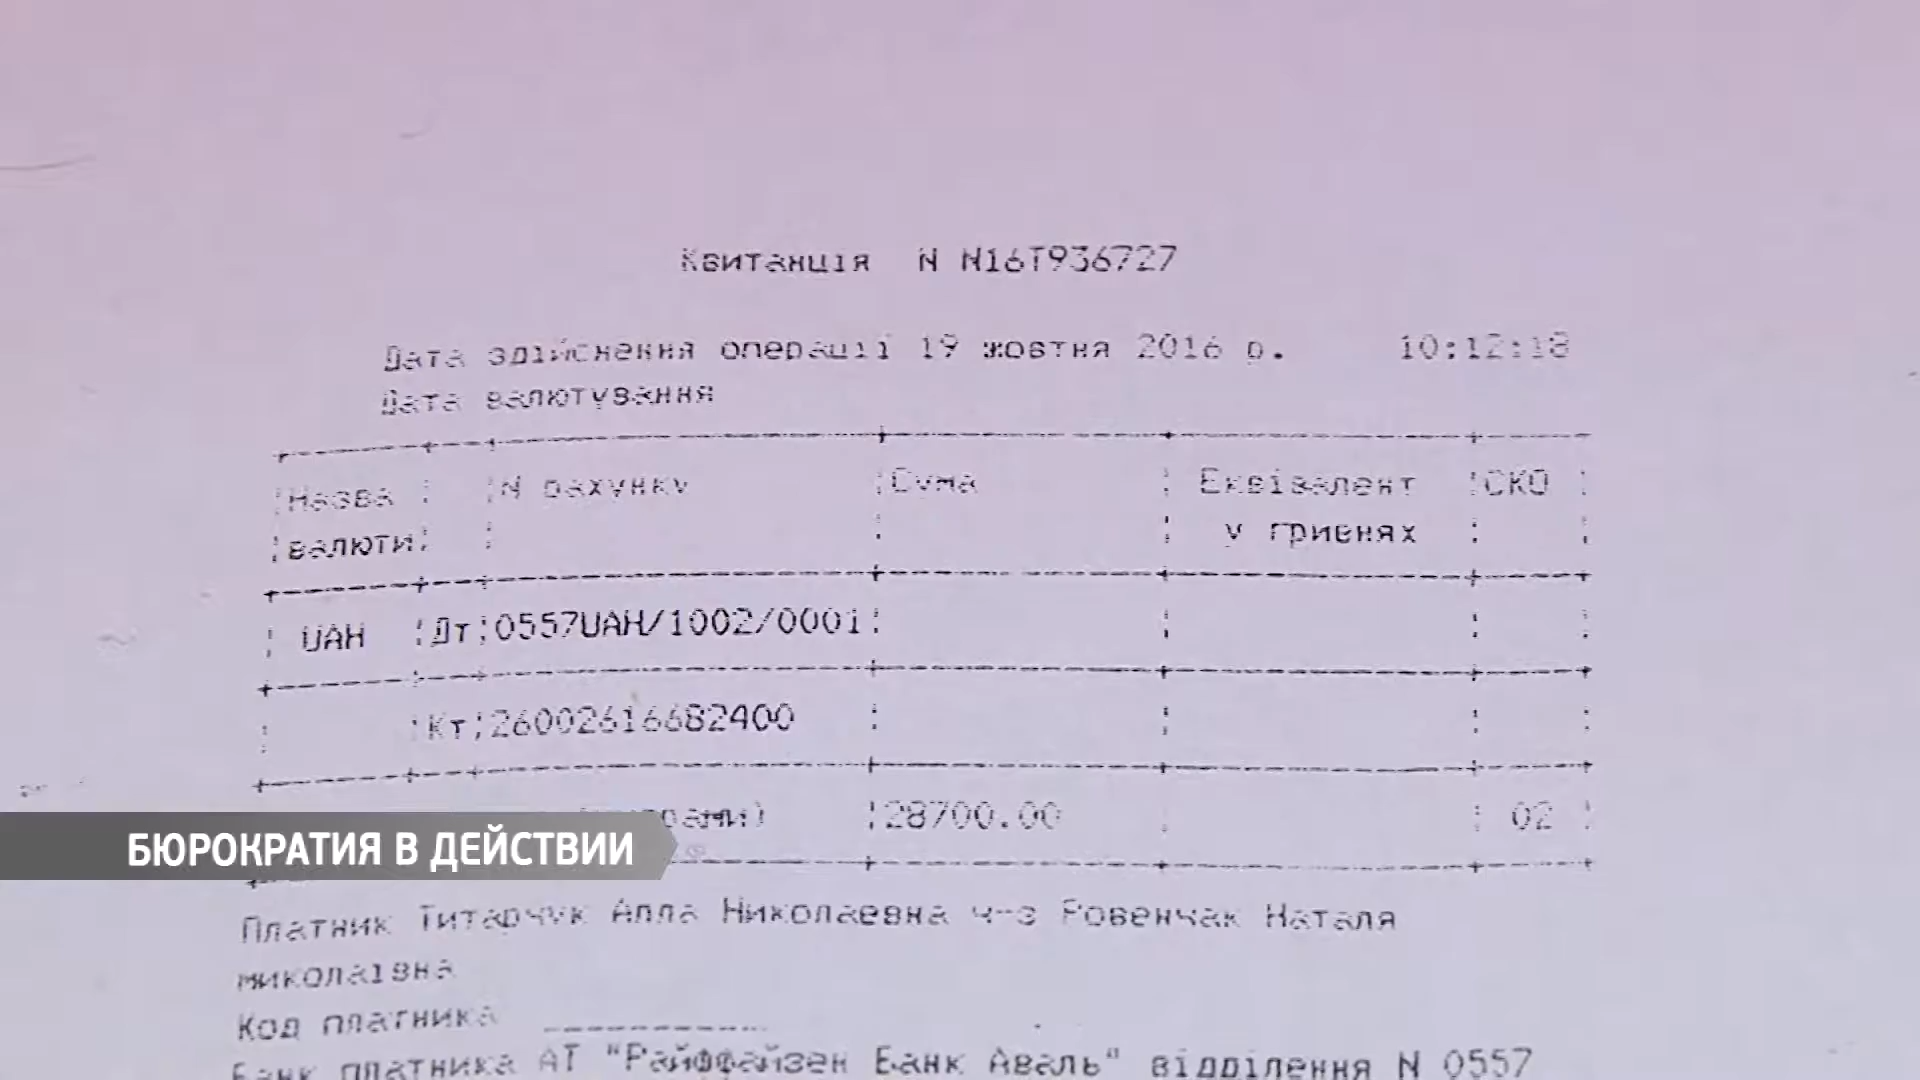 Квитанція N N16T936727
Дата здійснення операції 19 жовтня 2016 р. 10:12:18
Дата валютування
Назва N рахунку Сума Еквівалент СКО
валюти у гривнях
UAH Дт 0557UAH/1002/0001
Кт 26002616682400
28700.00 02
БЮРОКРАТИЯ В ДЕЙСТВИИ
Платник Титарчук Алла Николаевна ч-з Ровенчак Наталя
миколаівна
Код платника
Банк платника АТ "Райффайзен Банк Аваль" відділення N 0557